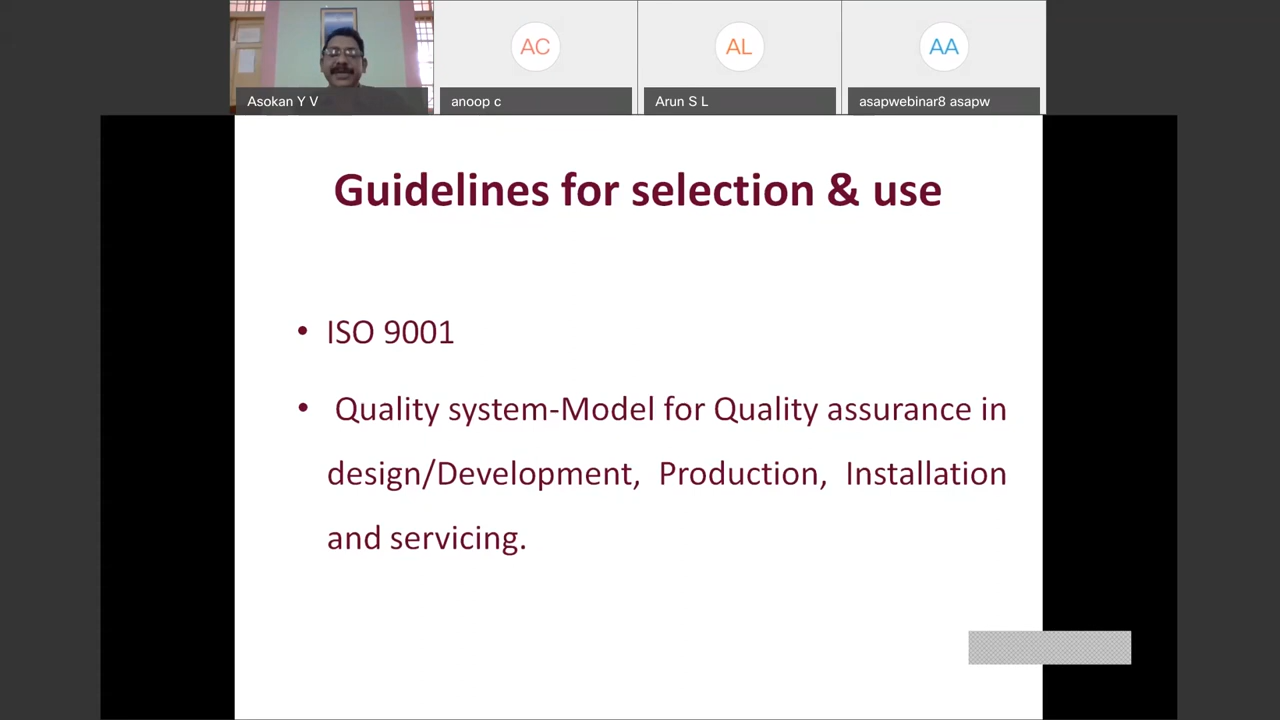 AC
AL
AA
Asokan Y V
anoop c
Arun S L
asapwebinar8 asapw
Guidelines for selection & use
• ISO 9001
• Quality system-Model for Quality assurance in
design/Development, Production, Installation
and servicing.